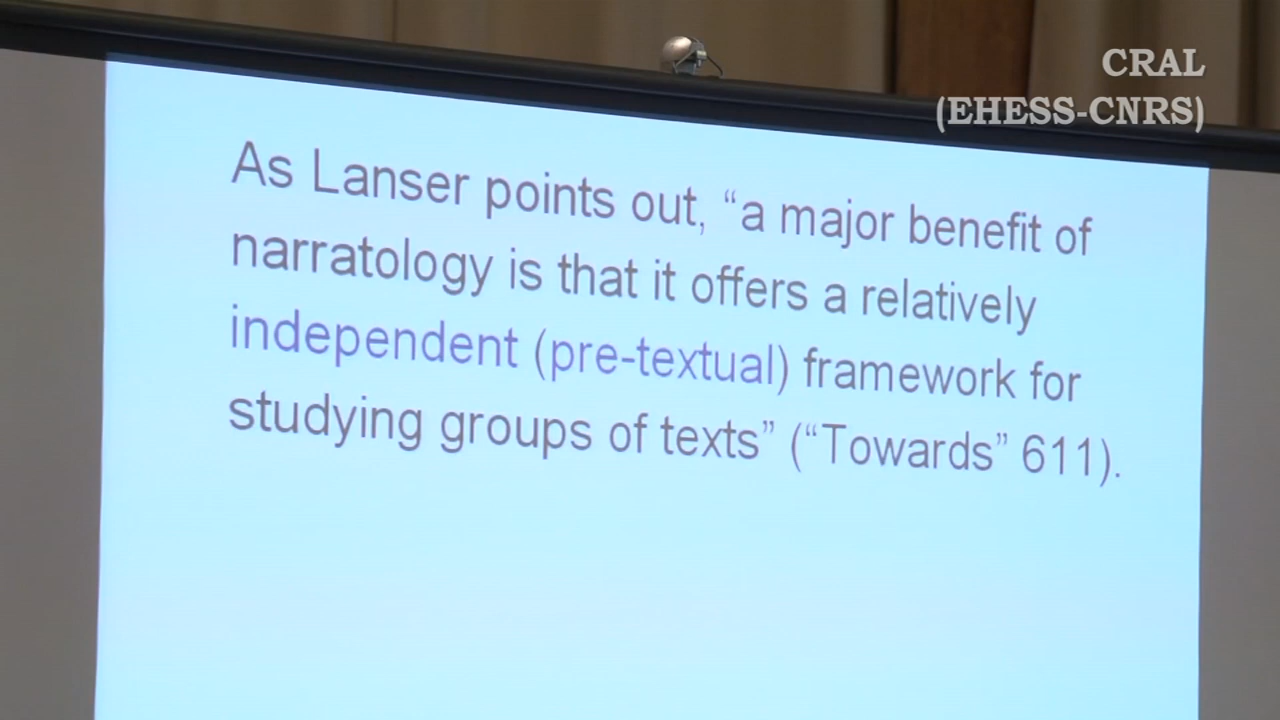 CRAL
(EHESS-CNRS)
As Lanser points out, “a major benefit of
narratology is that it offers a relatively
independent (pre-textual) framework for
studying groups of texts” (“Towards” 611).